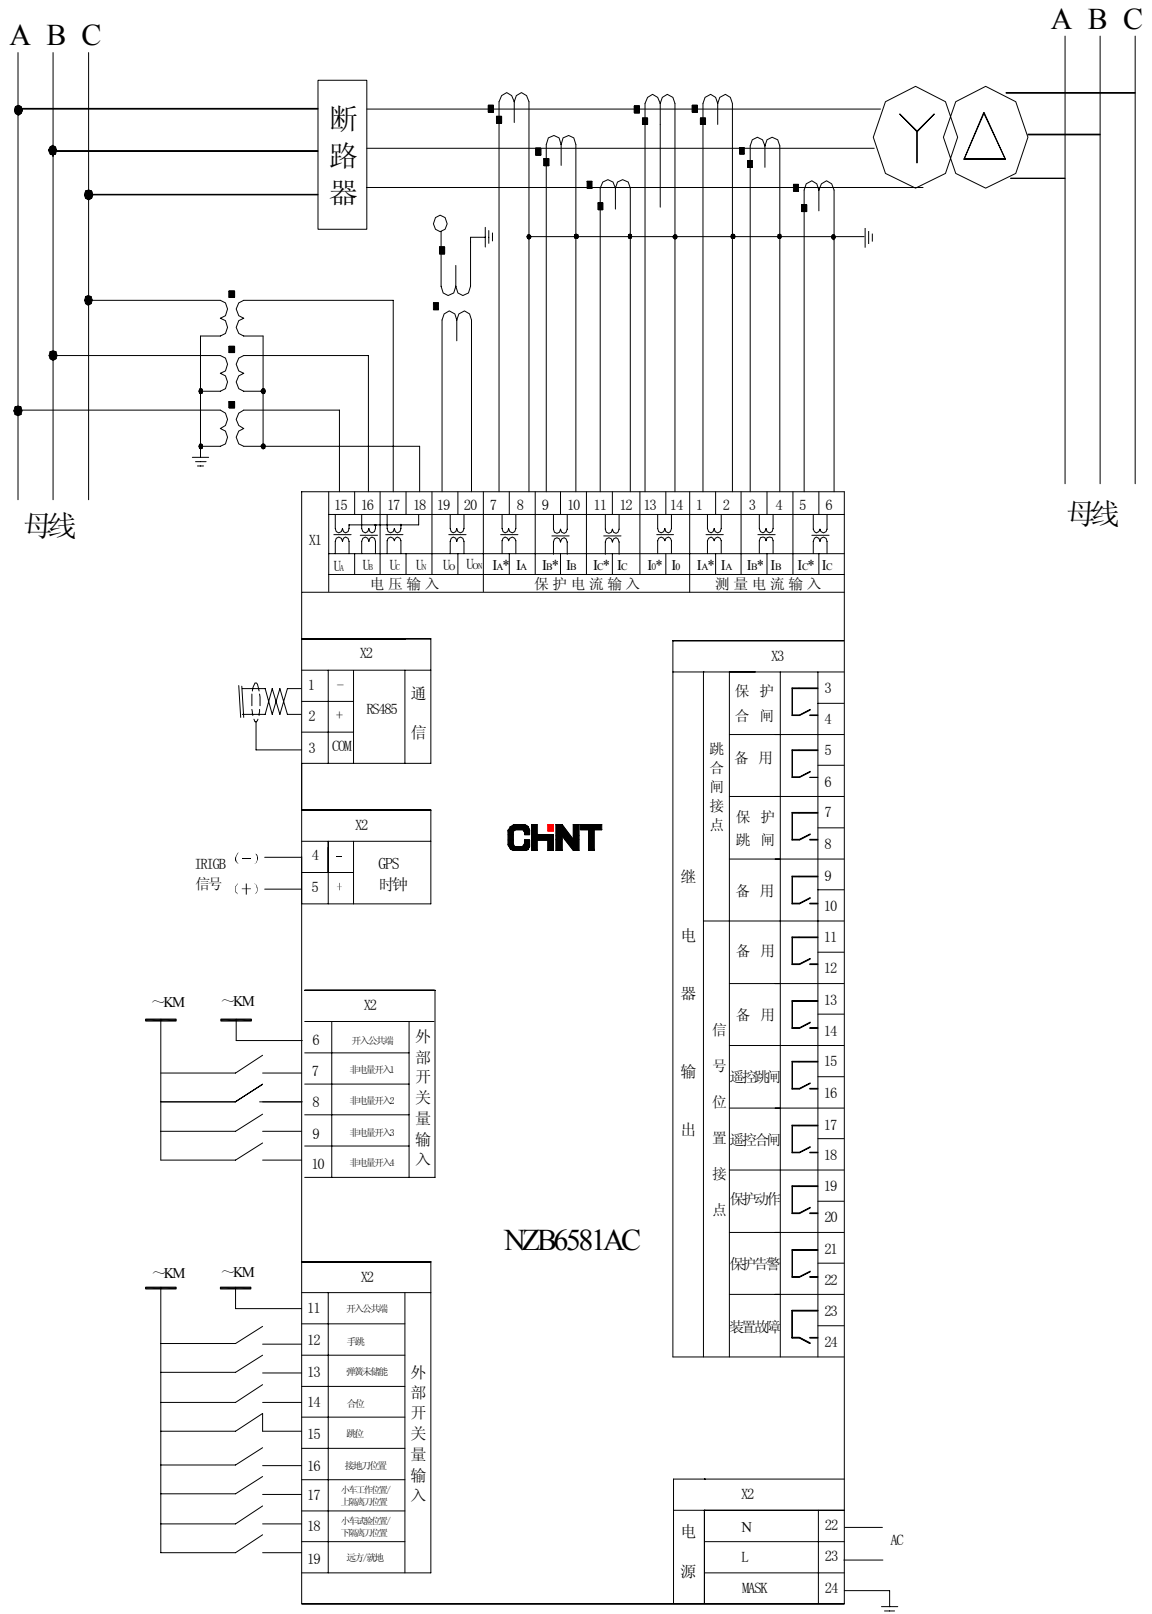 A B C
A B C
断路器
母线
母线
X1
15 16 17 18 19 20 7 8 9 10 11 12 13 14 1 2 3 4 5 6
UA UB UC UN UO UON IA* IA IB* IB IC* IC I0* I0 IA* IA IB* IB IC* IC
电压输入 保护电流输入 测量电流输入
X2
1 -
2 +
3 COM
RS485
通信
X2
IRIGB (-)
信号 (+)
4 -
5 +
GPS
时钟
CHNT
~KM ~KM
X2
6 开入公共端
7 非电量开入1
8 非电量开入2
9 非电量开入3
10 非电量开入4
外部开关量输入
NZB6581AC
~KM ~KM
X2
11 开入公共端
12 手跳
13 弹簧未储能
14 合位
15 跳位
16 接地刀位置
17 小车工作位置/
上隔离刀位置
18 小车试验位置/
下隔离刀位置
19 远方/就地
外部开关量输入
X3
继电器输出
跳合闸接点
保护
合闸
3
4
备用
5
6
保护
跳闸
7
8
备用
9
10
信号位置接点
备用
11
12
备用
13
14
遥控跳闸
15
16
遥控合闸
17
18
保护动作
19
20
保护告警
21
22
装置故障
23
24
X2
电源
N 22
L 23
MASK 24
AC